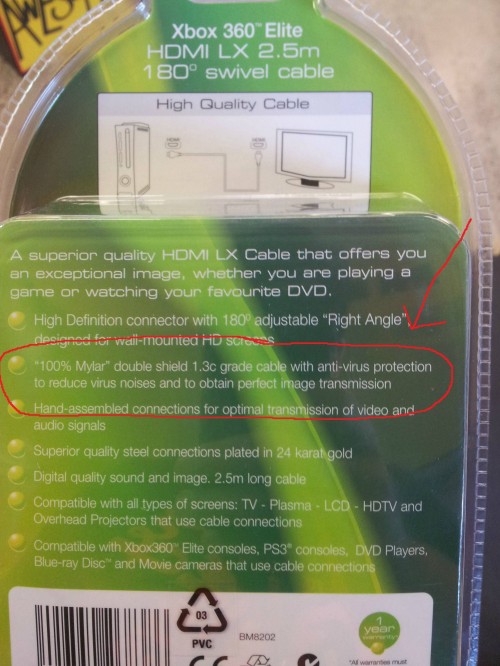 Xbox 360™ Elite
HDMI LX 2.5m
180º swivel cable
High Quality Cable
HDMI
HDMI
A superior quality HDMI LX Cable that offers you
an exceptional image, whether you are playing a
game or watching your favourite DVD.
High Definition connector with 180º adjustable "Right Angle",
designed for wall-mounted HD screens
"100% Mylar" double shield 1.3c grade cable with anti-virus protection
to reduce virus noises and to obtain perfect image transmission
Hand-assembled connections for optimal transmission of video and
audio signals
Superior quality steel connections plated in 24 karat gold
Digital quality sound and image. 2.5m long cable
Compatible with all types of screens: TV - Plasma - LCD - HDTV and
Overhead Projectors that use cable connections
Compatible with Xbox360™ Elite consoles, PS3® consoles, DVD Players,
Blue-ray Disc™ and Movie cameras that use cable connections
03
PVC
BM8202
CE
1
year
warranty*
*All warranties must